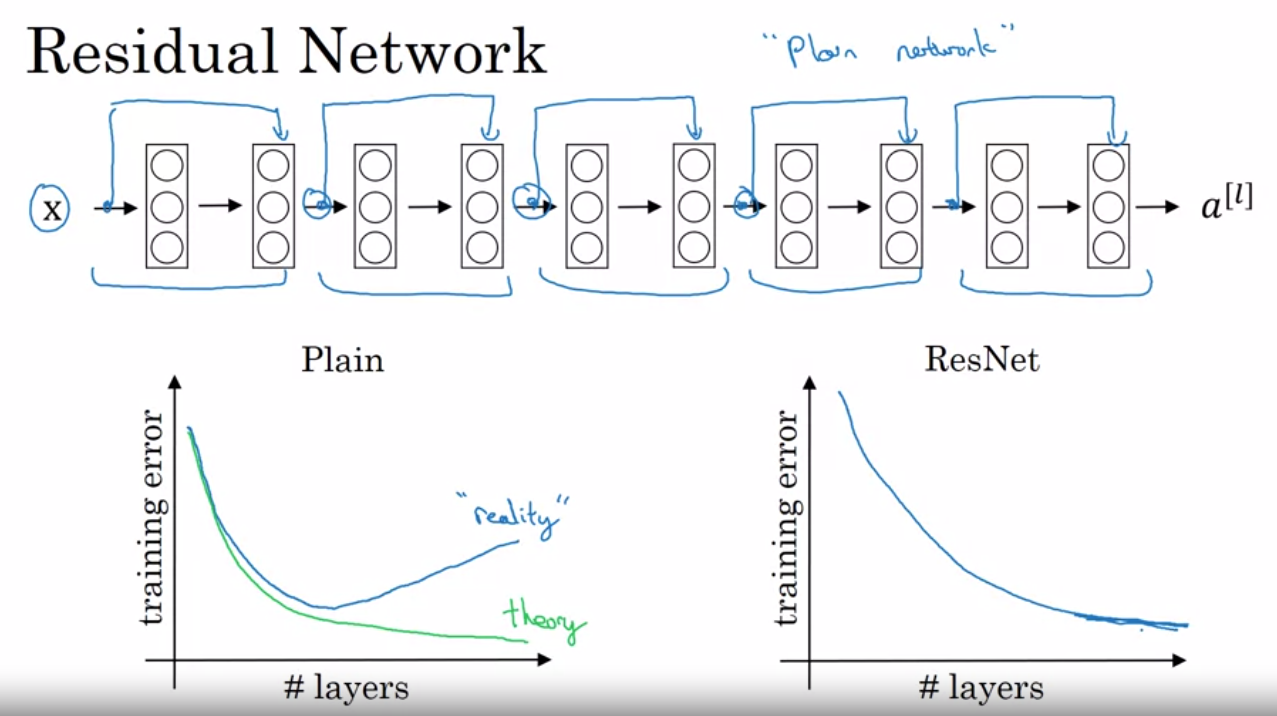 Residual Network
"Plain network"
x
a[l]
Plain
ResNet
training error
"reality"
theory
# layers
training error
# layers